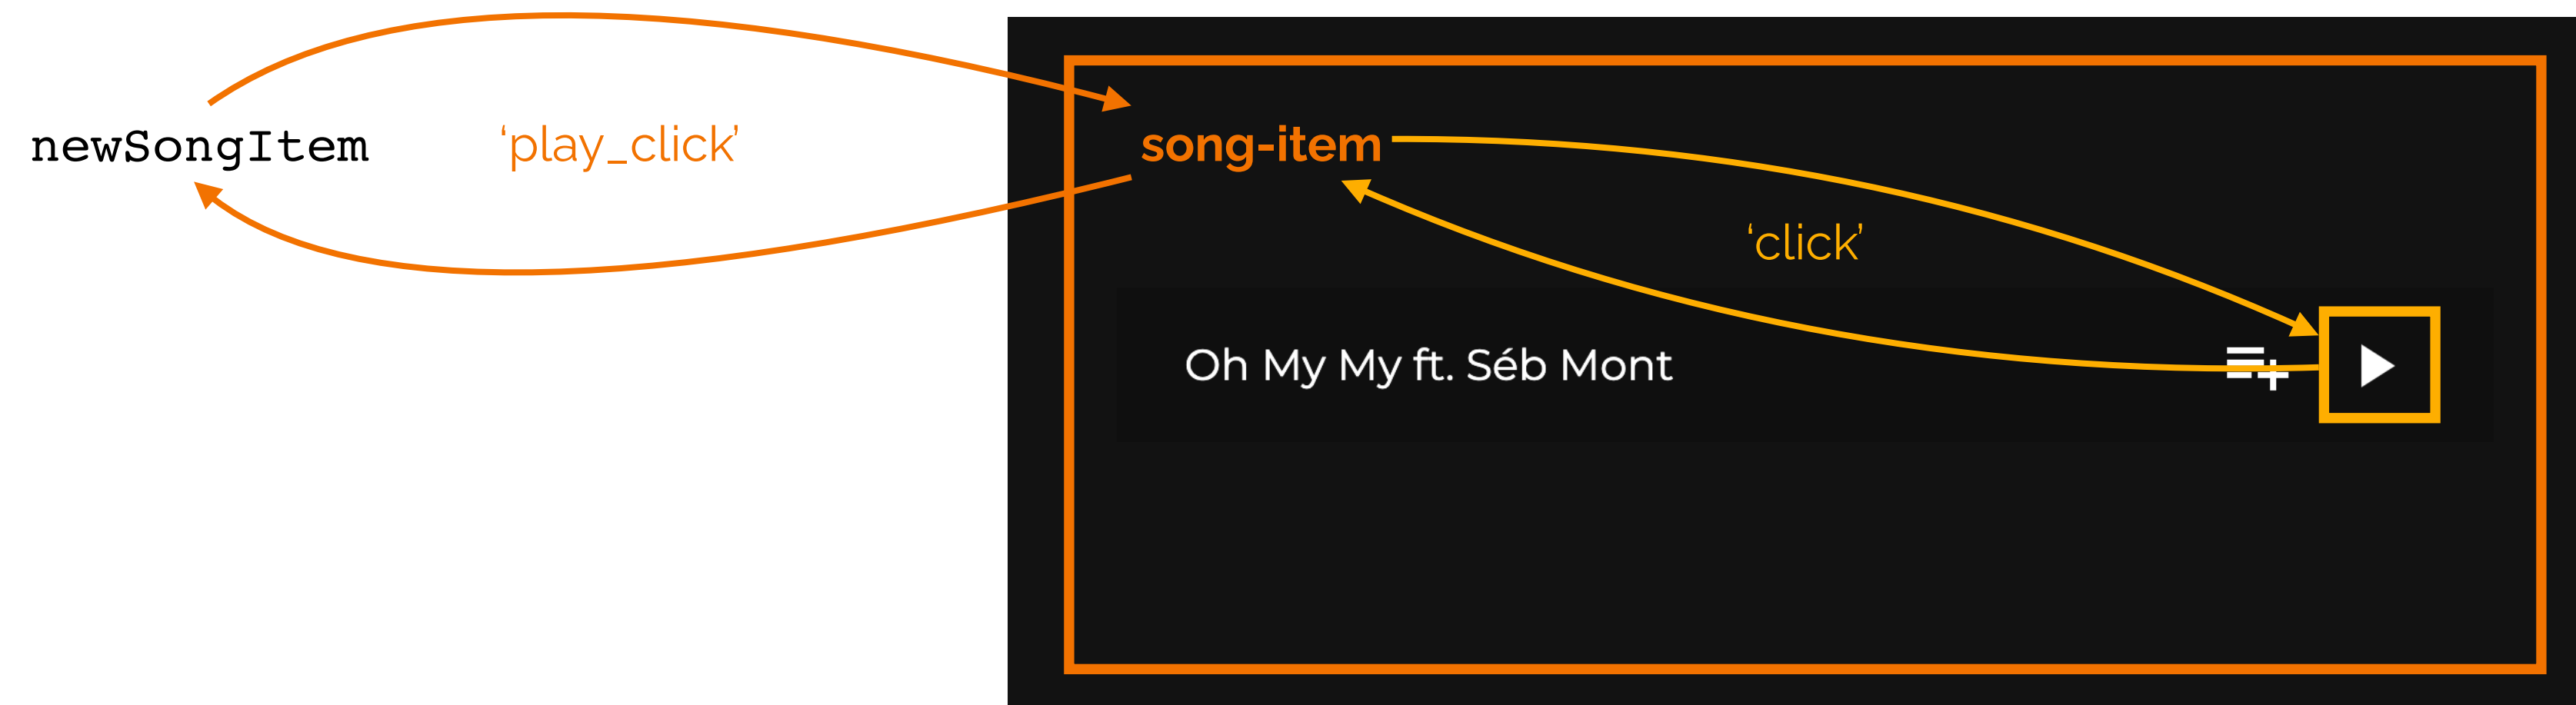 newSongItem
‘play_click’
song-item
‘click’
Oh My My ft. Séb Mont